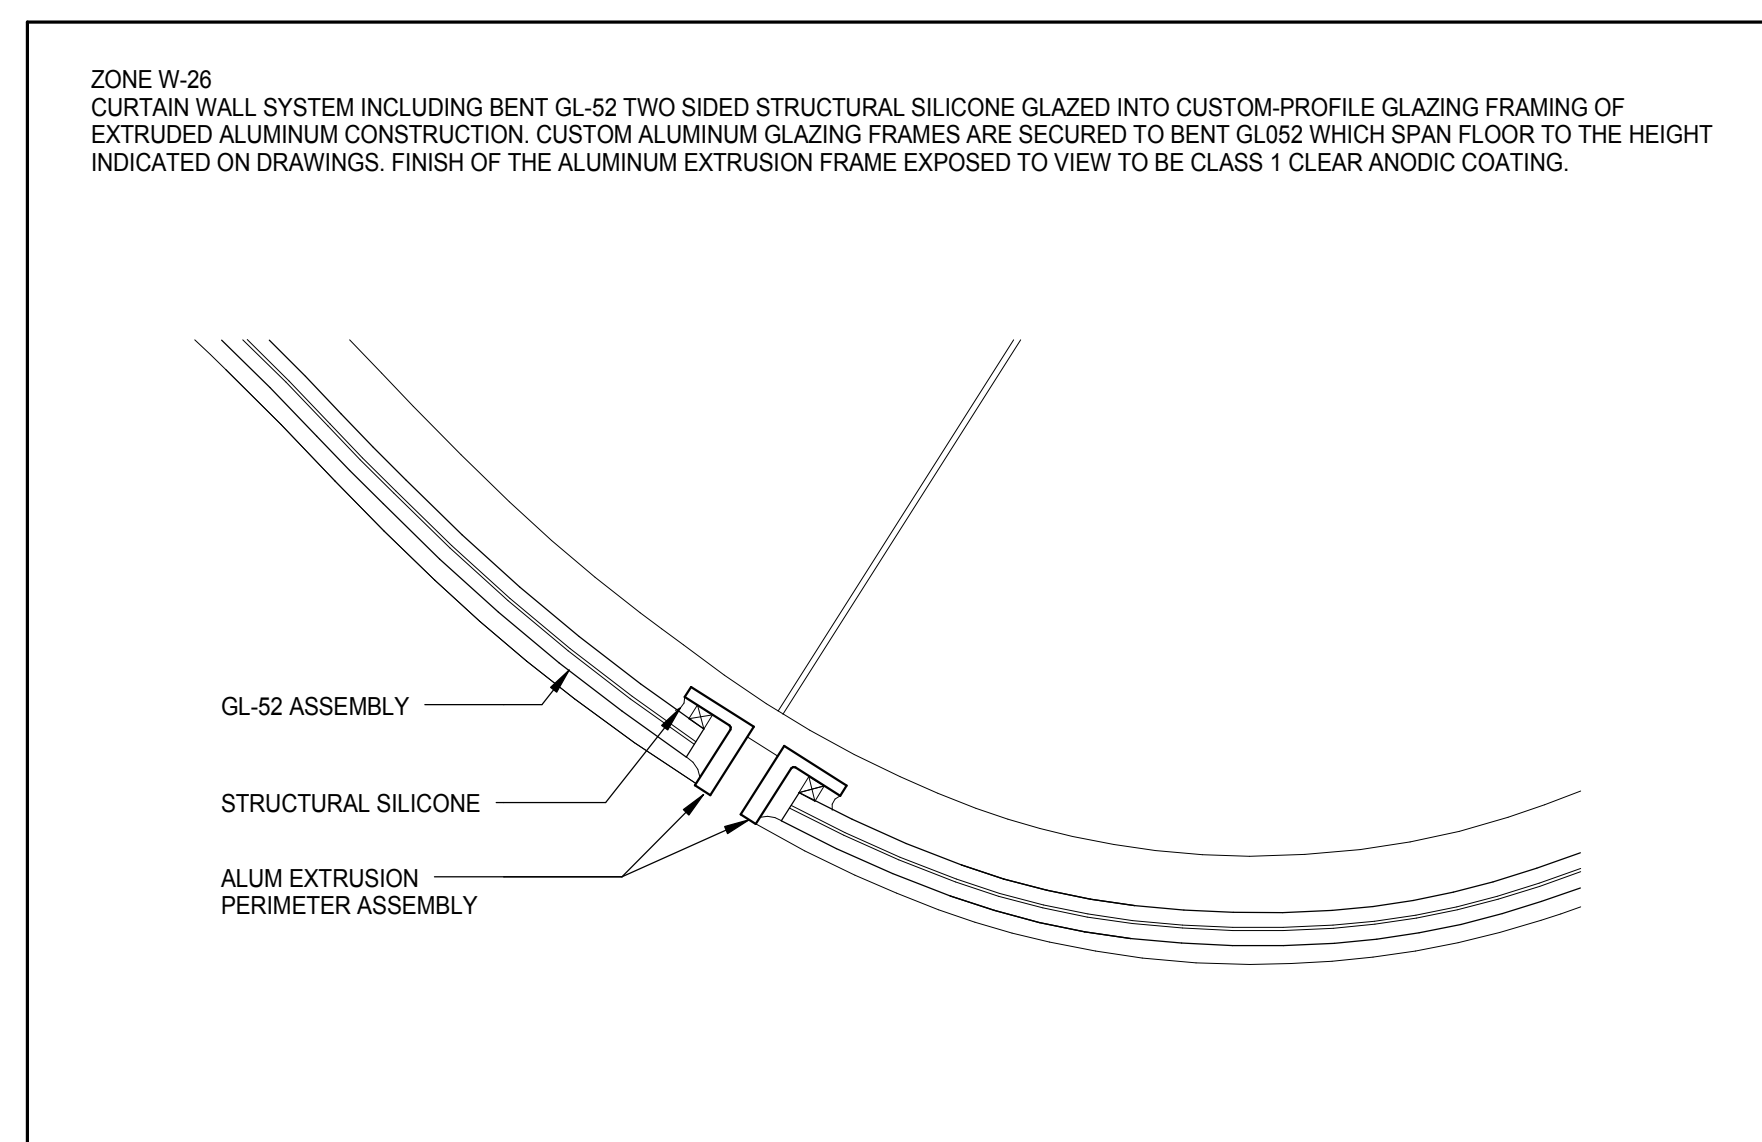 ZONE W-26
CURTAIN WALL SYSTEM INCLUDING BENT GL-52 TWO SIDED STRUCTURAL SILICONE GLAZED INTO CUSTOM-PROFILE GLAZING FRAMING OF
EXTRUDED ALUMINUM CONSTRUCTION. CUSTOM ALUMINUM GLAZING FRAMES ARE SECURED TO BENT GL052 WHICH SPAN FLOOR TO THE HEIGHT
INDICATED ON DRAWINGS. FINISH OF THE ALUMINUM EXTRUSION FRAME EXPOSED TO VIEW TO BE CLASS 1 CLEAR ANODIC COATING.
GL-52 ASSEMBLY
STRUCTURAL SILICONE
ALUM EXTRUSION
PERIMETER ASSEMBLY